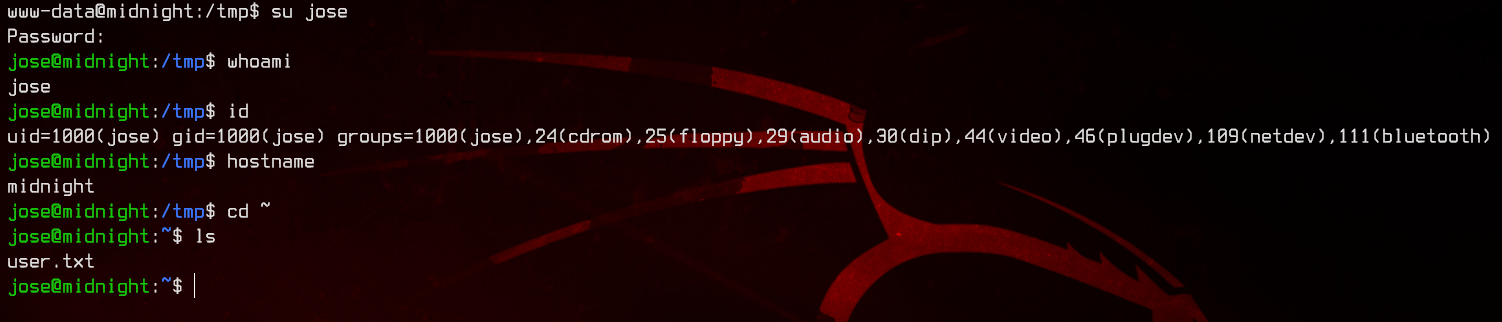 www-data@midnight:/tmp$ su jose
Password:
jose@midnight:/tmp$ whoami
jose
jose@midnight:/tmp$ id
uid=1000(jose) gid=1000(jose) groups=1000(jose),24(cdrom),25(floppy),29(audio),30(dip),44(video),46(plugdev),109(netdev),111(bluetooth)
jose@midnight:/tmp$ hostname
midnight
jose@midnight:/tmp$ cd ~
jose@midnight:~$ ls
user.txt
jose@midnight:~$